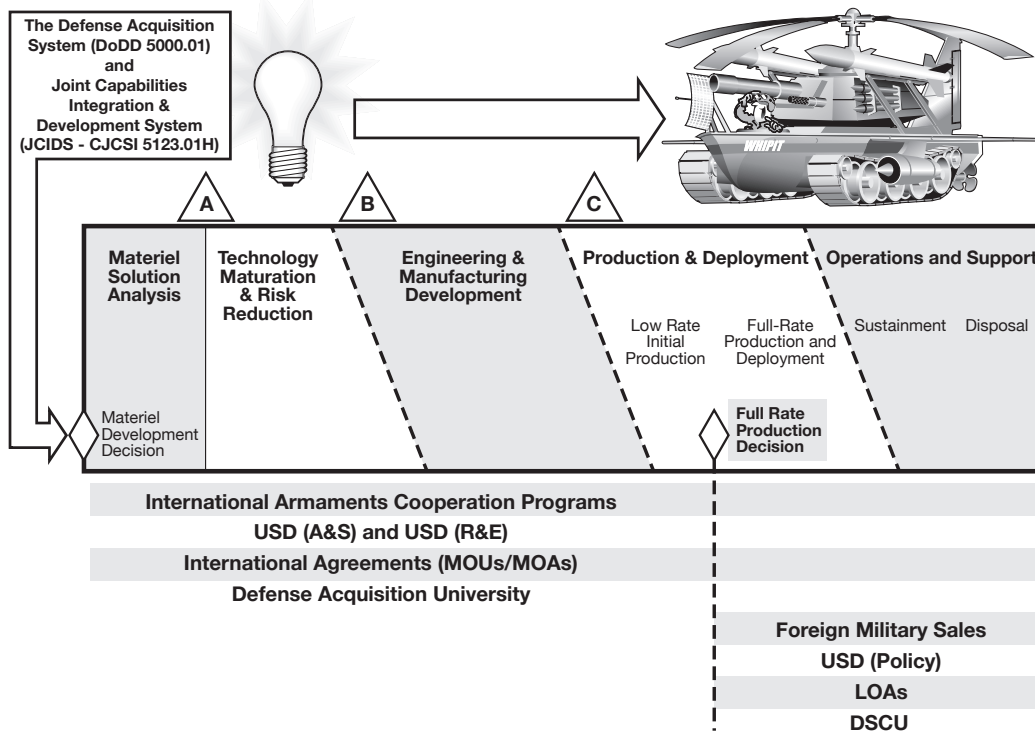 The Defense Acquisition
System (DoDD 5000.01)
and
Joint Capabilities
Integration &
Development System
(JCIDS - CJCSI 5123.01H)
WHIPIT
A
B
C
Materiel
Solution
Analysis
Technology
Maturation
& Risk
Reduction
Engineering &
Manufacturing
Development
Production & Deployment
Operations and Support
Low Rate
Initial
Production
Full-Rate
Production and
Deployment
Sustainment
Disposal
Materiel
Development
Decision
Full Rate
Production
Decision
International Armaments Cooperation Programs
USD (A&S) and USD (R&E)
International Agreements (MOUs/MOAs)
Defense Acquisition University
Foreign Military Sales
USD (Policy)
LOAs
DSCU